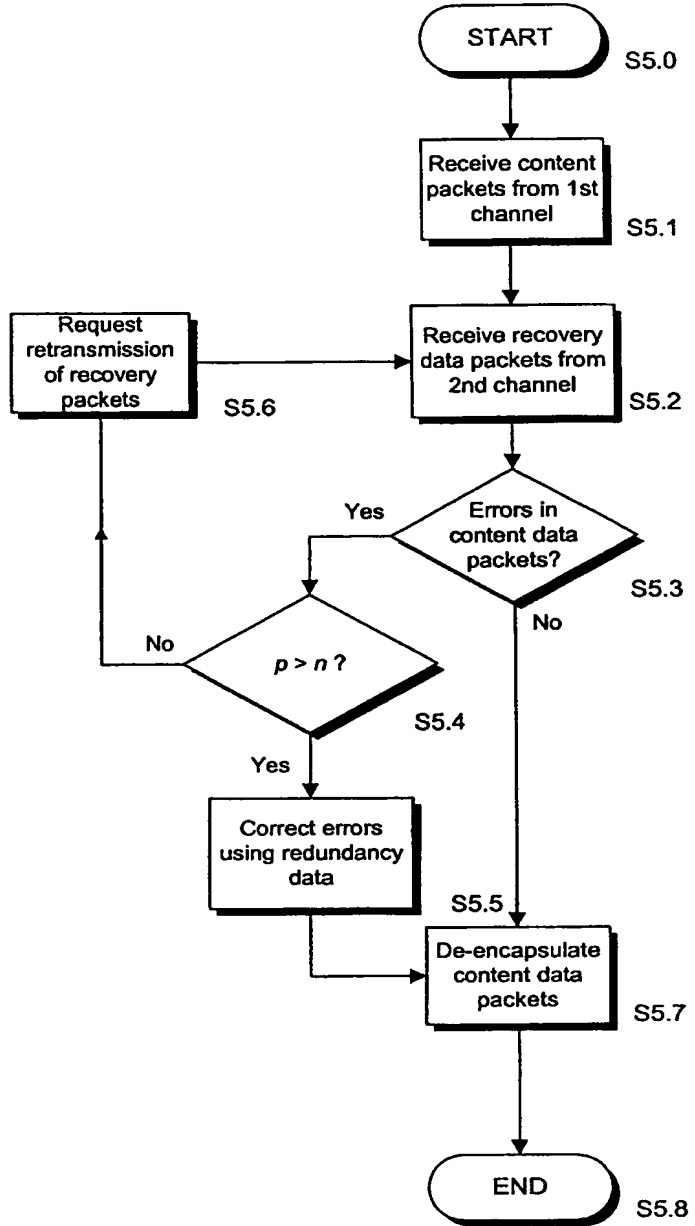 START
S5.0
Receive content
packets from 1st
channel
S5.1
Request
retransmission
of recovery
packets
S5.6
Receive recovery
data packets from
2nd channel
S5.2
Yes
Errors in
content data
packets?
S5.3
No
No
p > n ?
S5.4
Yes
Correct errors
using redundancy
data
S5.5
De-encapsulate
content data
packets
S5.7
END
S5.8